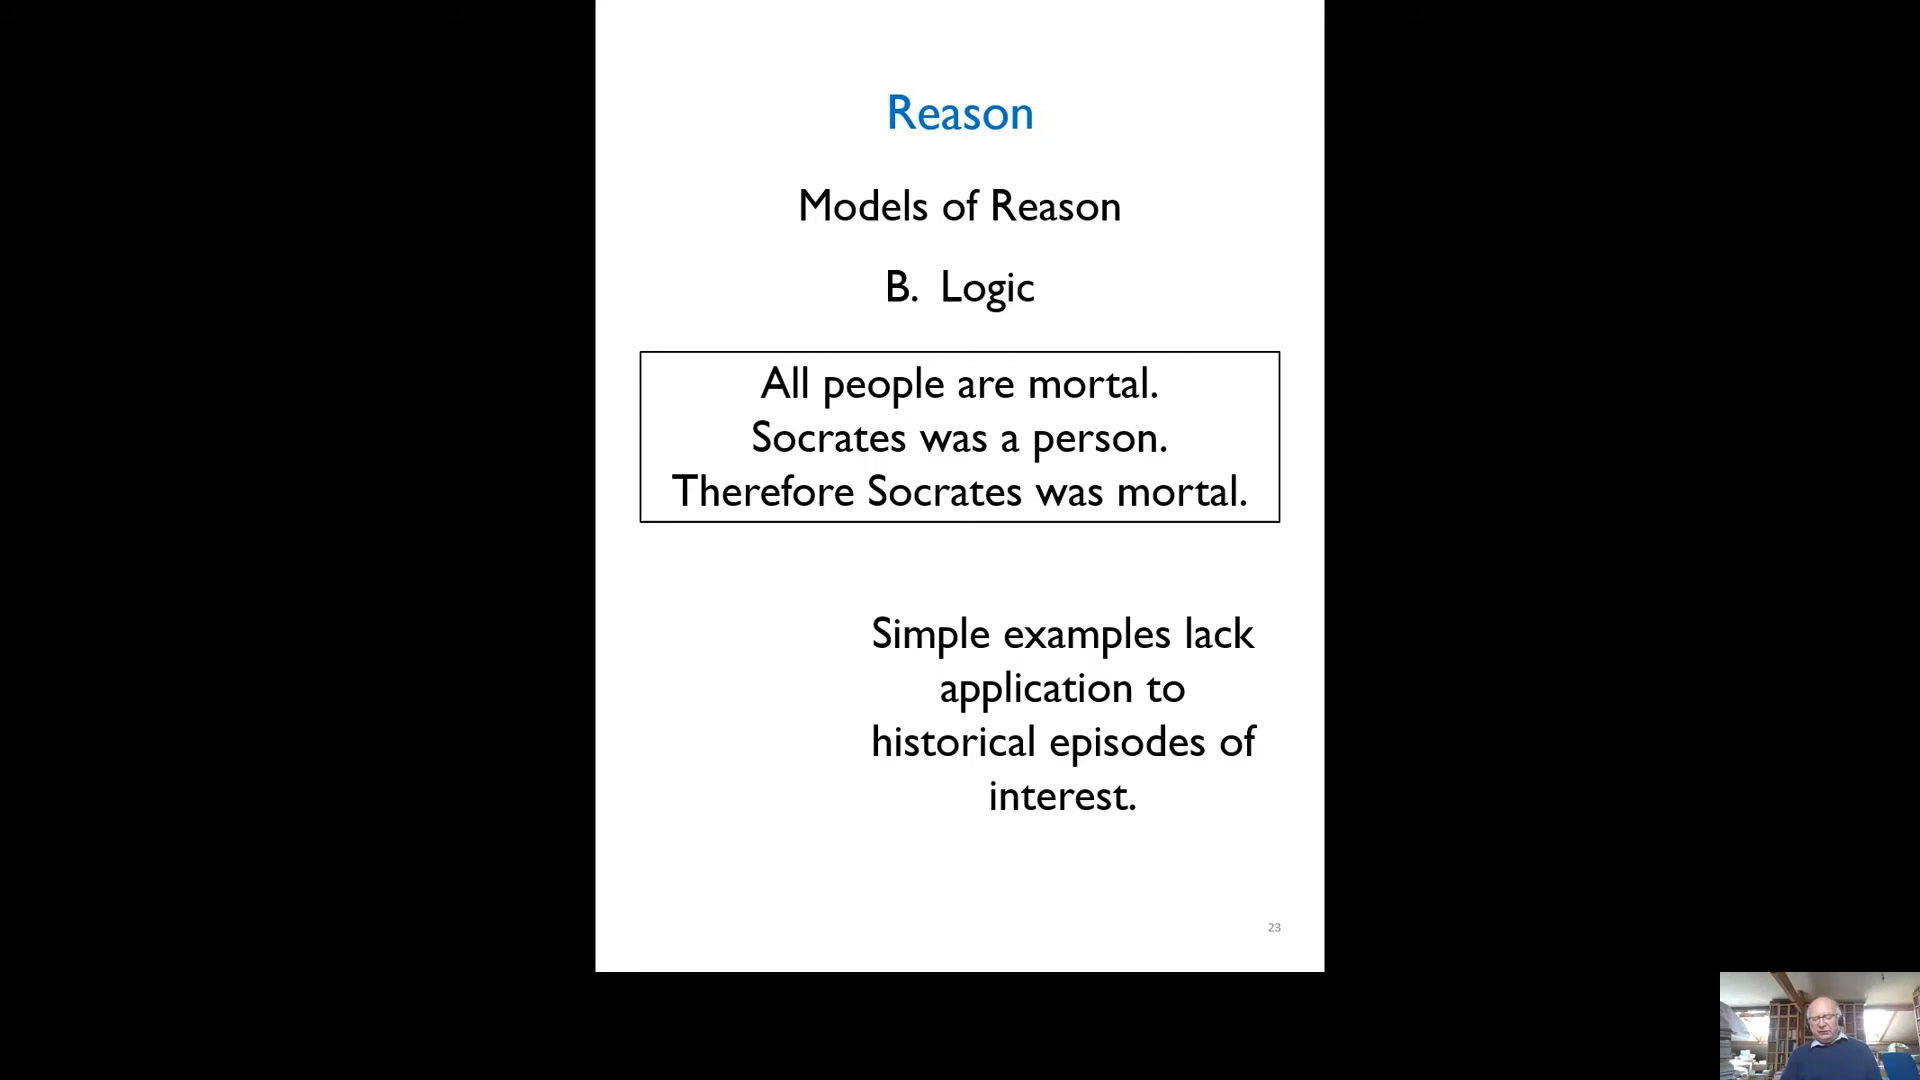 Reason
Models of Reason
B. Logic
All people are mortal.
Socrates was a person.
Therefore Socrates was mortal.
Simple examples lack
application to
historical episodes of
interest.
23